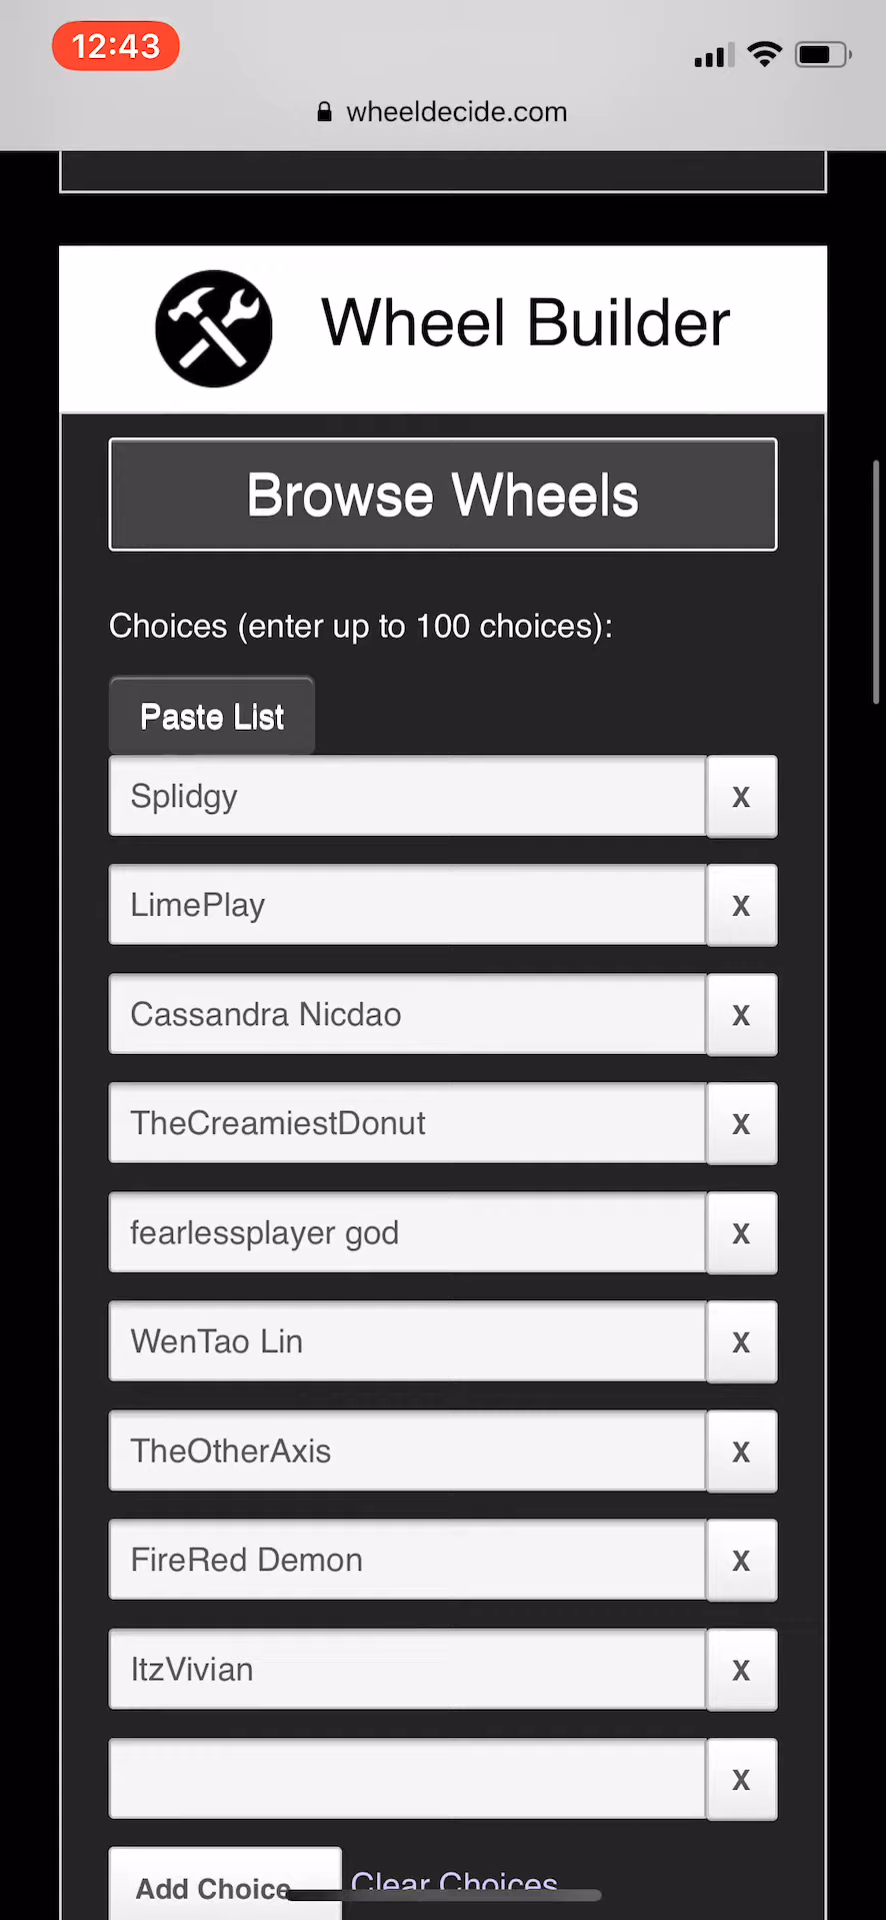 12:43
wheeldecide.com
Wheel Builder
Browse Wheels
Choices (enter up to 100 choices):
Paste List
Splidgy
X
LimePlay
X
Cassandra Nicdao
X
TheCreamiestDonut
X
fearlessplayer god
X
WenTao Lin
X
TheOtherAxis
X
FireRed Demon
X
ItzVivian
X
X
Add Choice Clear Choices